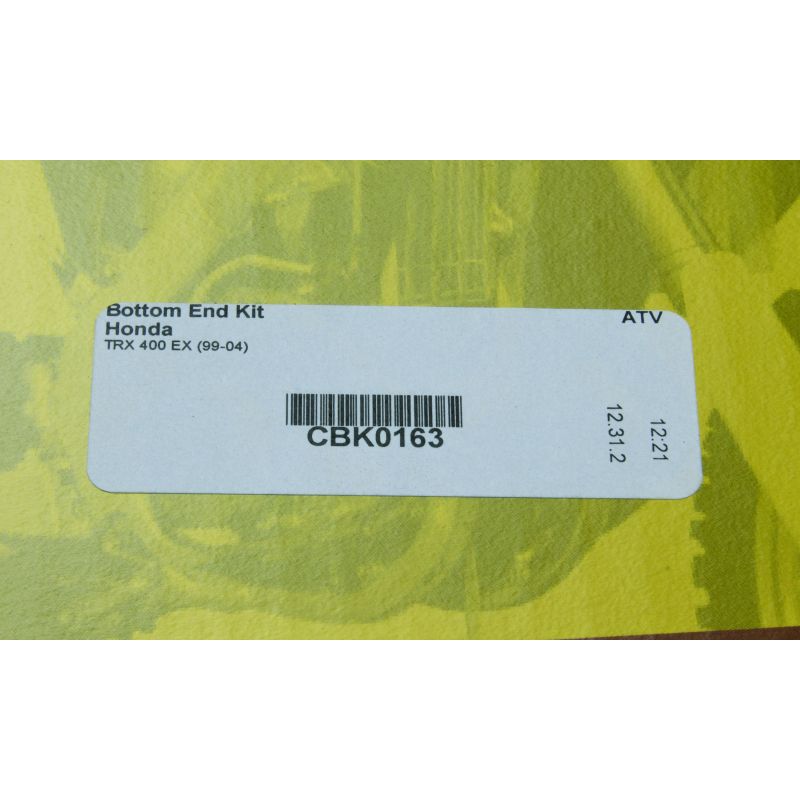 Bottom End Kit
ATV
Honda
TRX 400 EX (99-04)
CBK0163
12.31.2
12:21